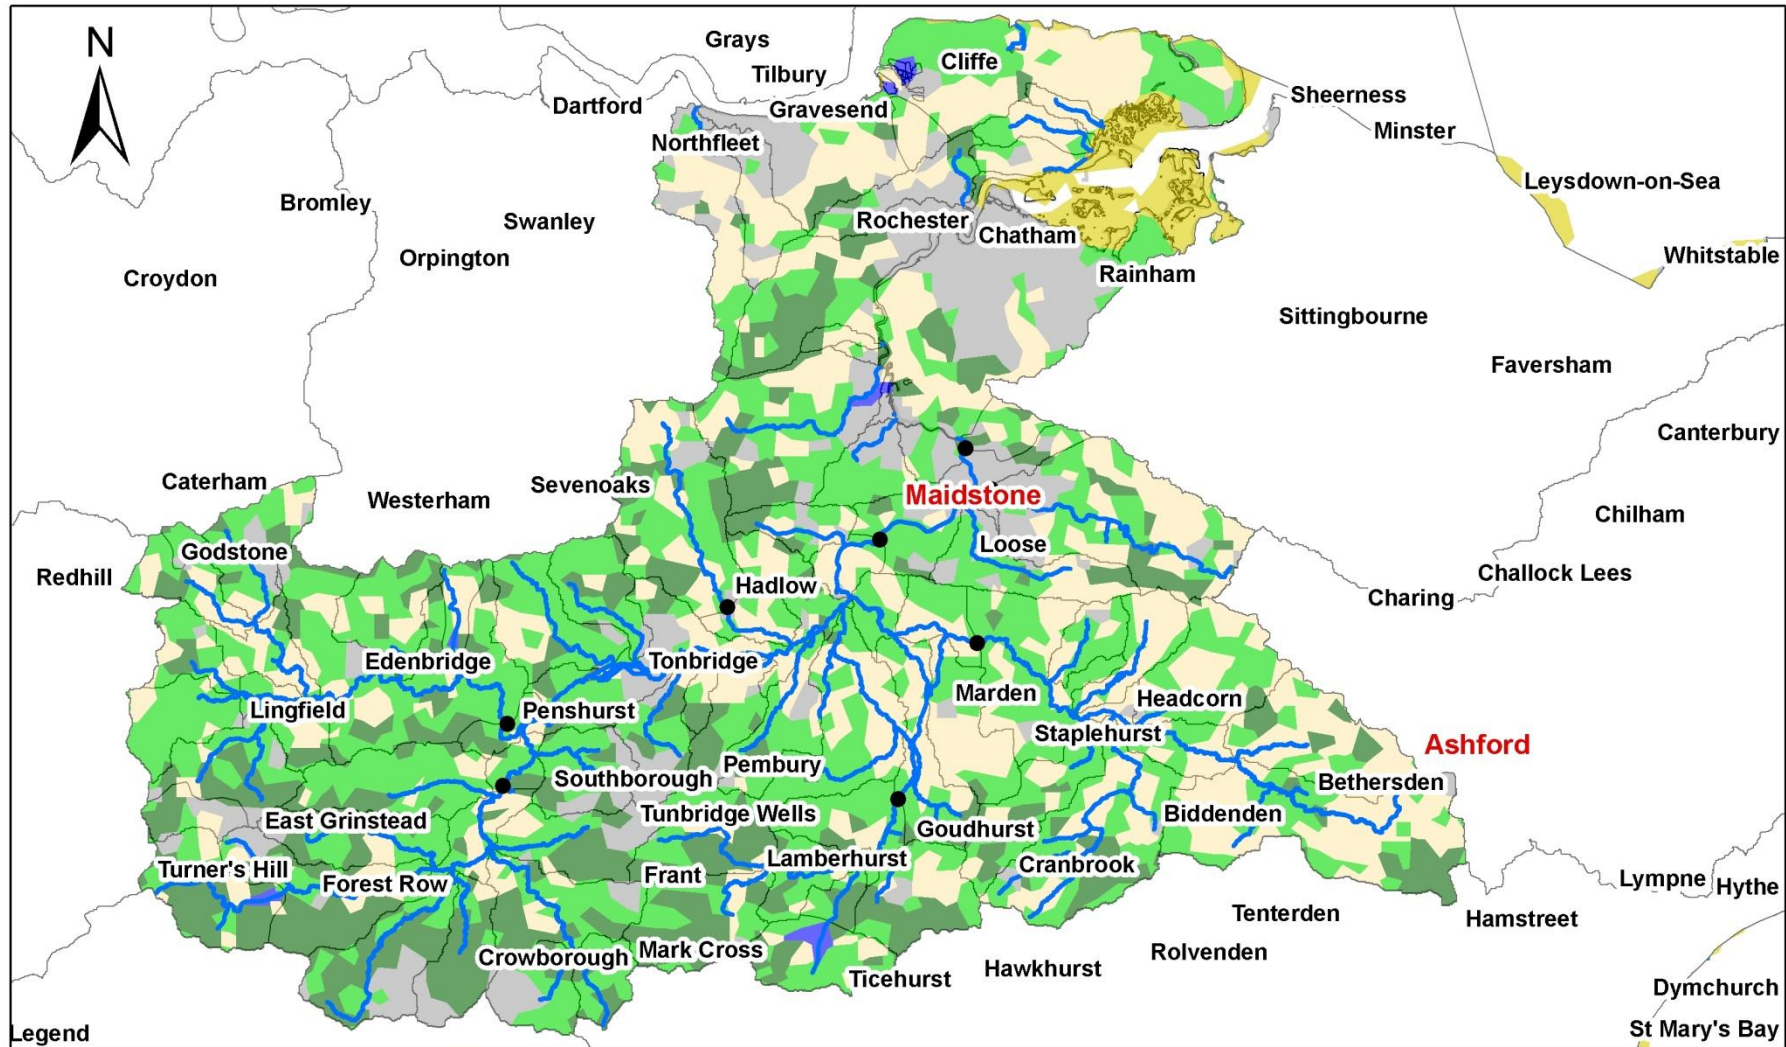 N
Grays
Cliffe
Tilbury
Dartford
Gravesend
Sheerness
Minster
Northfleet
Leysdown-on-Sea
Bromley
Swanley
Rochester
Chatham
Orpington
Whitstable
Croydon
Rainham
Sittingbourne
Faversham
Canterbury
Caterham
Sevenoaks
Westerham
Maidstone
Chilham
Godstone
Loose
Redhill
Challock Lees
Hadlow
Charing
Edenbridge
Tonbridge
Marden
Headcorn
Lingfield
Penshurst
Staplehurst
Ashford
Pembury
Southborough
Bethersden
East Grinstead
Tunbridge Wells
Biddenden
Goudhurst
Lamberhurst
Cranbrook
Turner's Hill
Forest Row
Frant
Lympne
Hythe
Tenterden
Hamstreet
Crowborough
Mark Cross
Rolvenden
Hawkhurst
Ticehurst
Dymchurch
Legend
St Mary's Bay